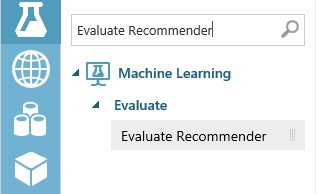 Evaluate Recommender
Machine Learning
Evaluate
Evaluate Recommender